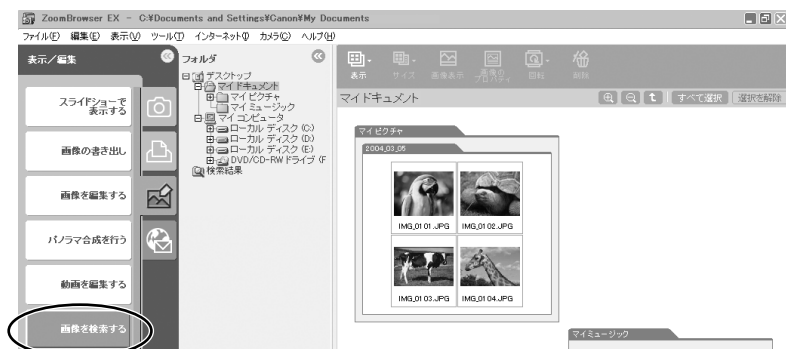 ZoomBrowser EX - C:¥Documents and Settings¥Canon¥My Documents
ファイル(F) 編集(E) 表示(V) ツール(T) インターネット(I) カメラ(C) ヘルプ(H)
表示/編集
スライドショーで
表示する
画像の書き出し
画像を編集する
パノラマ合成を行う
動画を編集する
画像を検索する
フォルダ
デスクトップ
マイドキュメント
マイピクチャ
マイミュージック
マイコンピュータ
ローカル ディスク (C:)
ローカル ディスク (D:)
ローカル ディスク (E:)
DVD/CD-RW ドライブ (F
検索結果
表示 サイズ 画像表示 画像のプロパティ 回転 削除
マイドキュメント すべて選択 選択を解除
マイピクチャ
2004_03_05
IMG_0101.JPG IMG_0102.JPG
IMG_0103.JPG IMG_0104.JPG
マイミュージック